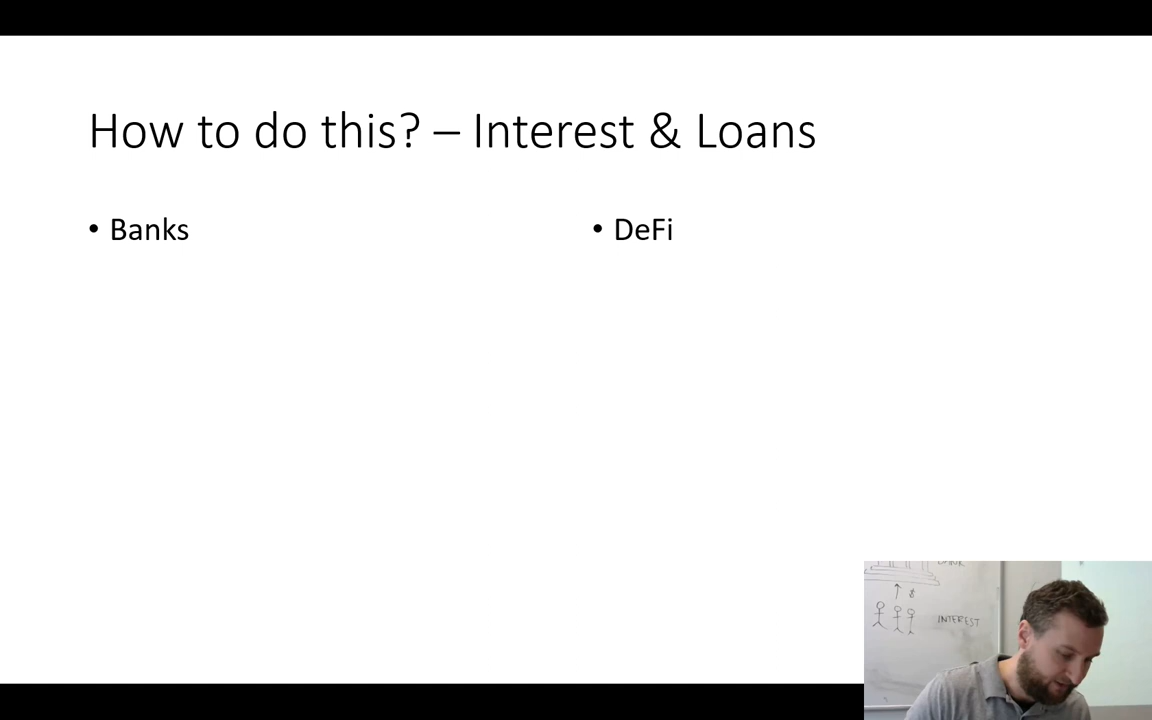 How to do this? – Interest & Loans
• Banks
• DeFi
$
INTEREST